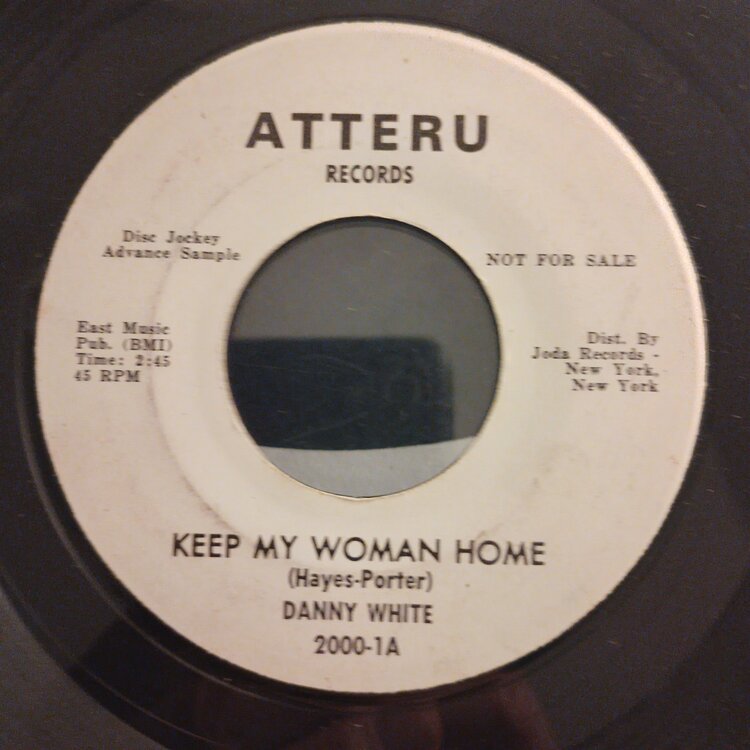 ATTERU
RECORDS
Disc Jockey
Advance Sample
NOT FOR SALE
East Music
Pub. (BMI)
Time: 2:45
45 RPM
Dist. By
Joda Records -
New York,
New York
KEEP MY WOMAN HOME
(Hayes-Porter)
DANNY WHITE
2000-1A